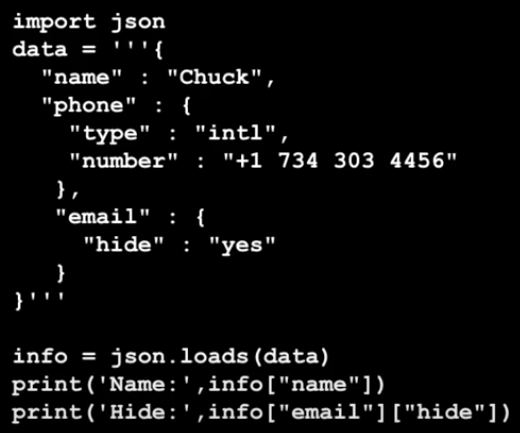 import json
data = '''{
  "name" : "Chuck",
  "phone" : {
    "type" : "intl",
    "number" : "+1 734 303 4456"
   },
   "email" : {
     "hide" : "yes"
   }
}'''

info = json.loads(data)
print('Name:',info["name"])
print('Hide:',info["email"]["hide"])